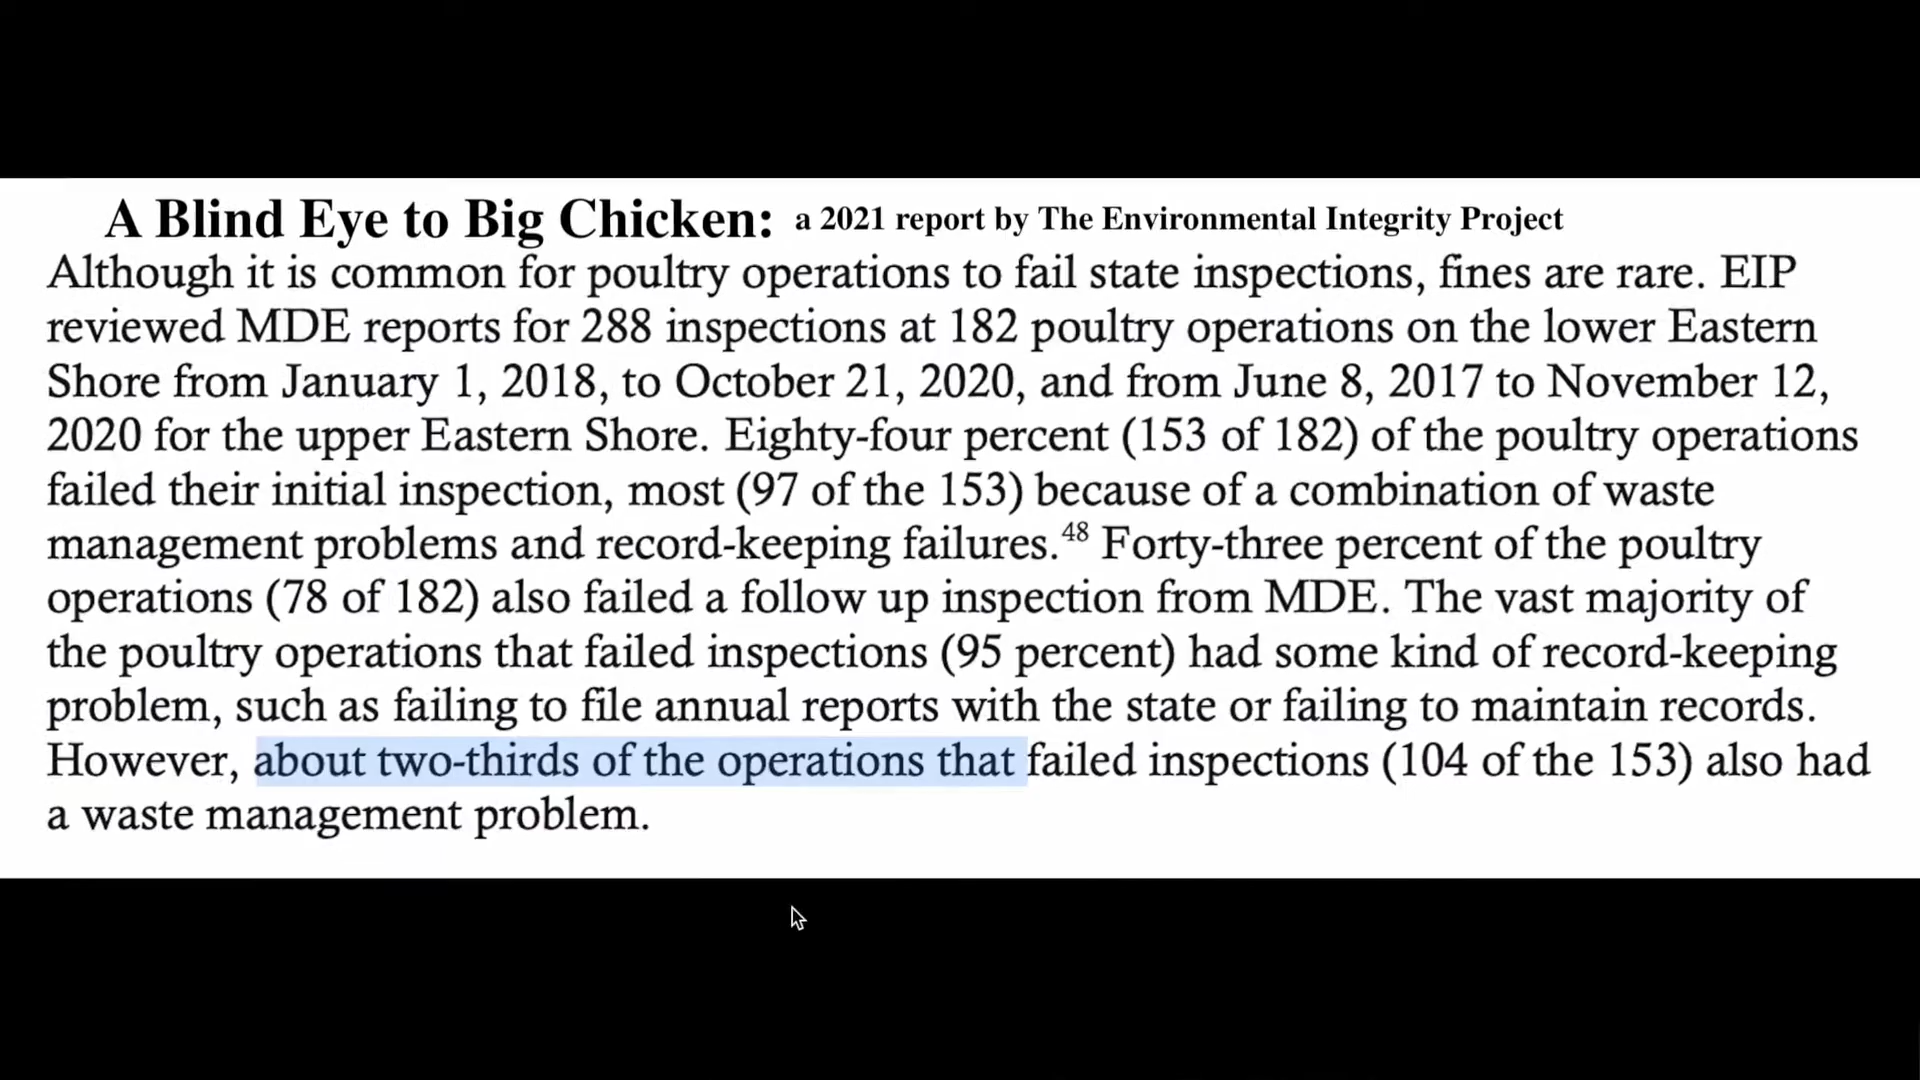 A Blind Eye to Big Chicken: a 2021 report by The Environmental Integrity Project
Although it is common for poultry operations to fail state inspections, fines are rare. EIP
reviewed MDE reports for 288 inspections at 182 poultry operations on the lower Eastern
Shore from January 1, 2018, to October 21, 2020, and from June 8, 2017 to November 12,
2020 for the upper Eastern Shore. Eighty-four percent (153 of 182) of the poultry operations
failed their initial inspection, most (97 of the 153) because of a combination of waste
management problems and record-keeping failures.48 Forty-three percent of the poultry
operations (78 of 182) also failed a follow up inspection from MDE. The vast majority of
the poultry operations that failed inspections (95 percent) had some kind of record-keeping
problem, such as failing to file annual reports with the state or failing to maintain records.
However, about two-thirds of the operations that failed inspections (104 of the 153) also had
a waste management problem.